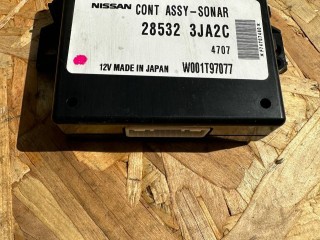 NISSAN CONT ASSY-SONAR
28532 3JA2C
4707
12V MADE IN JAPAN W001T97077